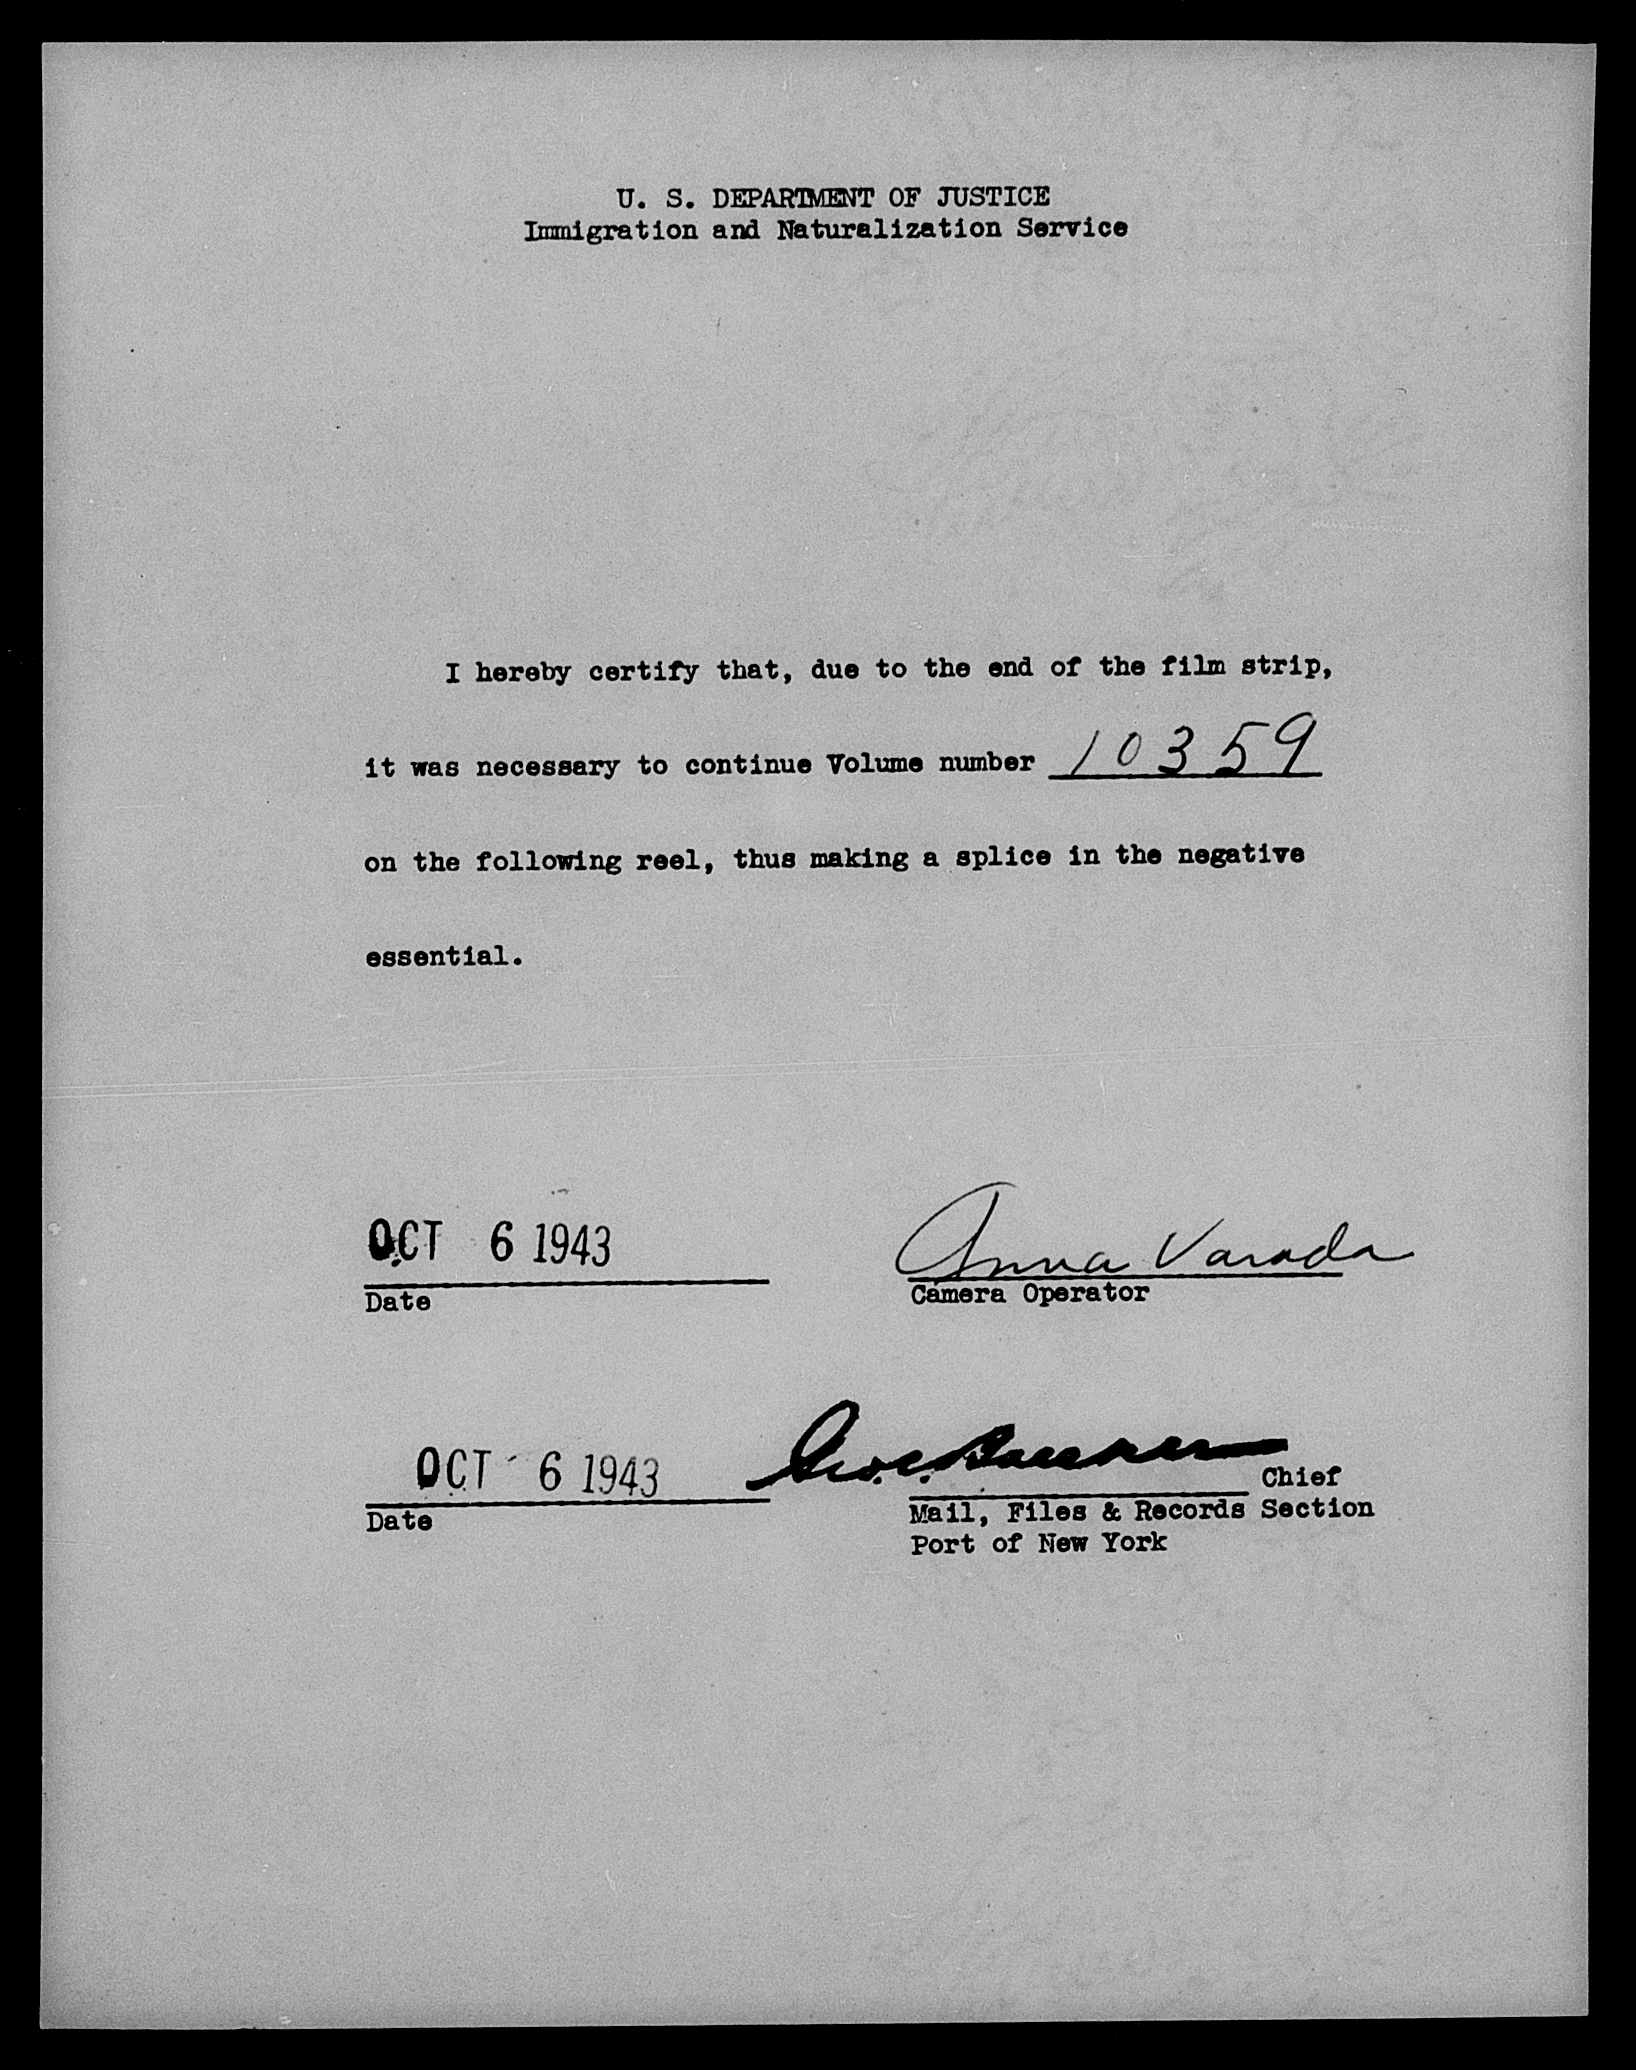 U. S. DEPARTMENT OF JUSTICE
Immigration and Naturalization Service
I hereby certify that, due to the end of the film strip,
it was necessary to continue Volume number 10359
on the following reel, thus making a splice in the negative
essential.
OCT 6 1943
Anna Varada
Date
Camera Operator
OCT 6 1943
Chief
Date
Mail, Files & Records Section
Port of New York